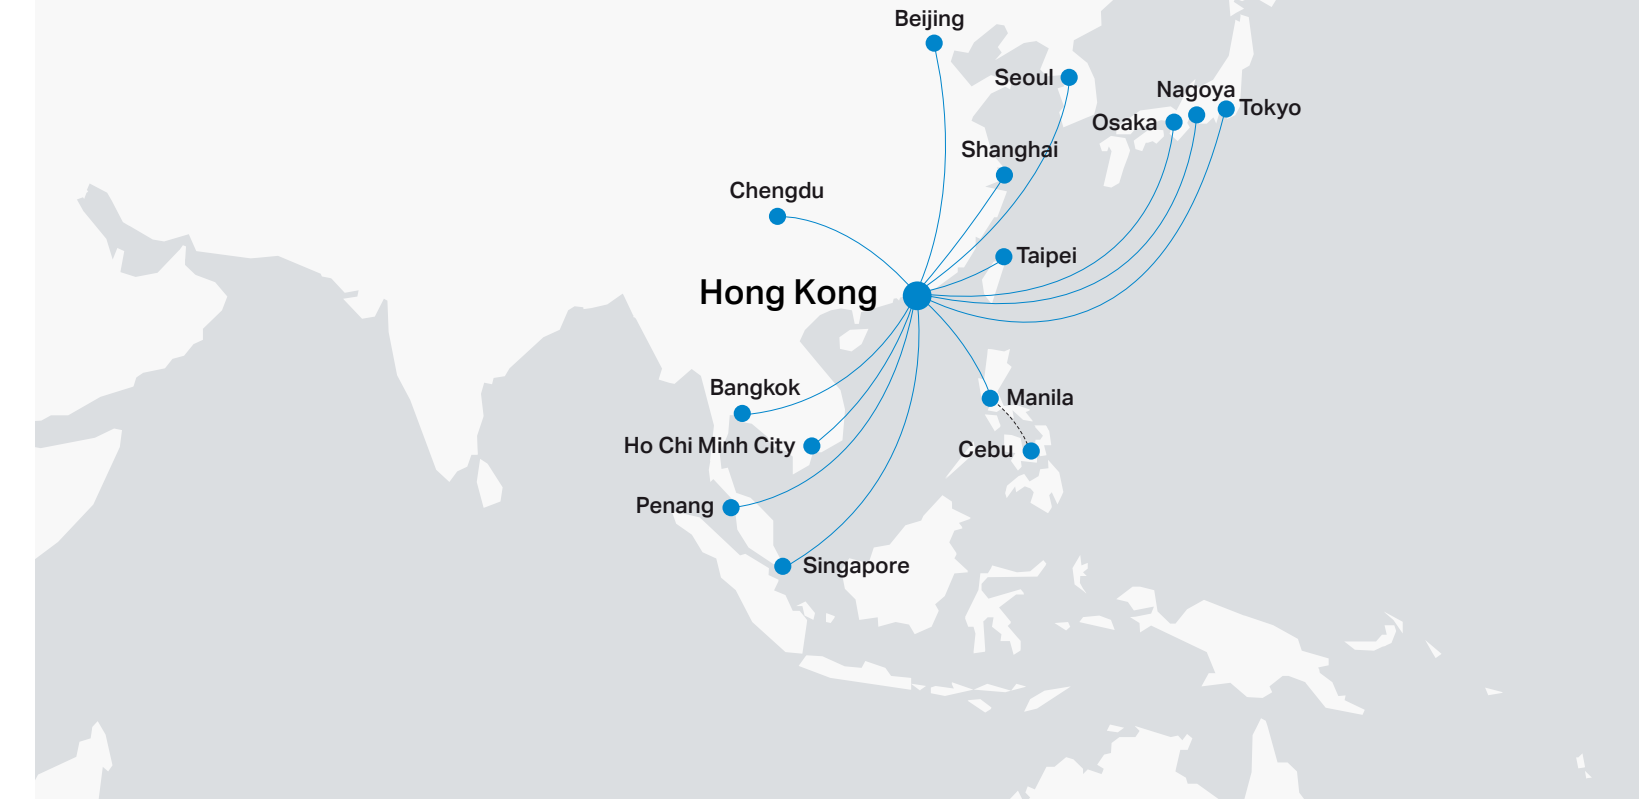 Beijing
Seoul
Nagoya
Tokyo
Osaka
Shanghai
Chengdu
Taipei
Hong Kong
Bangkok
Manila
Ho Chi Minh City
Cebu
Penang
Singapore